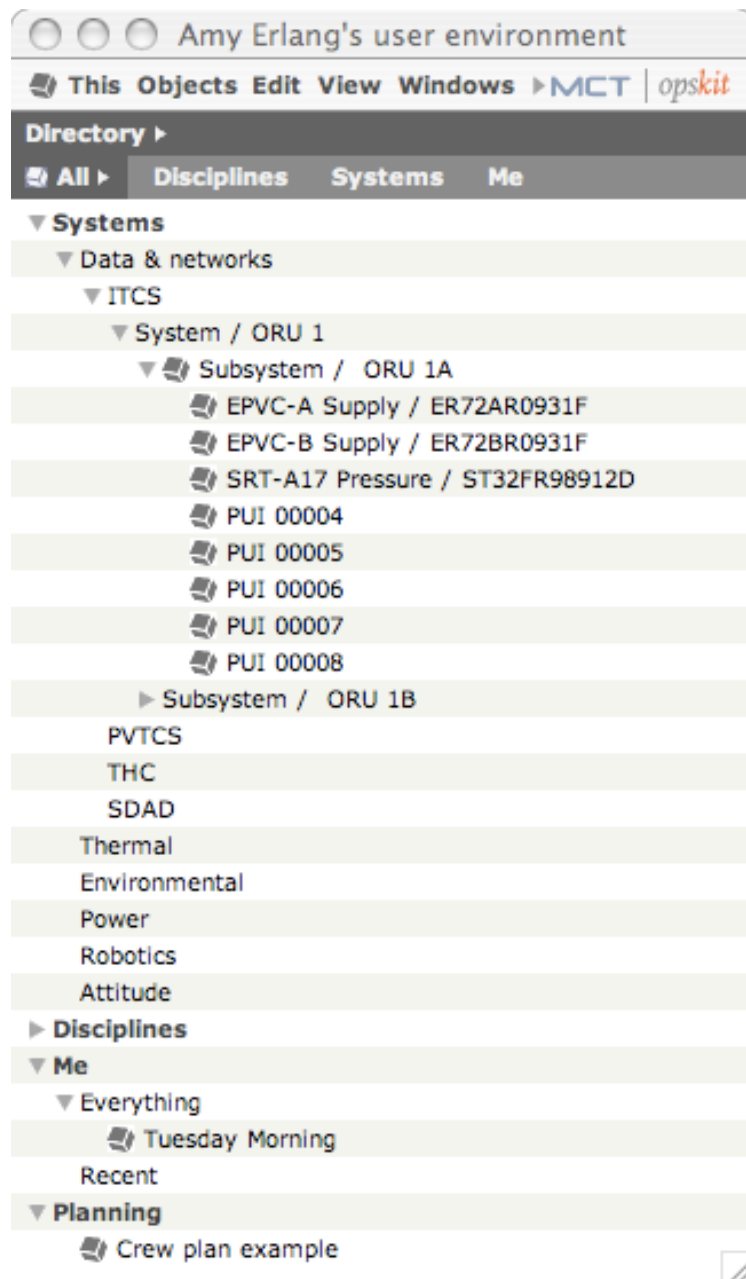 Amy Erlang's user environment
This Objects Edit View Windows MCT | opskit
Directory
All Disciplines Systems Me
Systems
Data & networks
ITCS
System / ORU 1
Subsystem / ORU 1A
EPVC-A Supply / ER72AR0931F
EPVC-B Supply / ER72BR0931F
SRT-A17 Pressure / ST32FR98912D
PUI 00004
PUI 00005
PUI 00006
PUI 00007
PUI 00008
Subsystem / ORU 1B
PVTCS
THC
SDAD
Thermal
Environmental
Power
Robotics
Attitude
Disciplines
Me
Everything
Tuesday Morning
Recent
Planning
Crew plan example